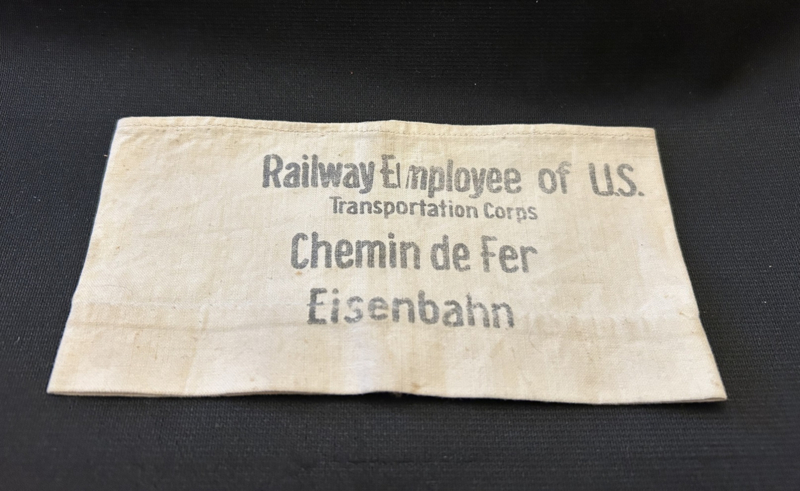 Railway Employee of U.S.
Transportation Corps
Chemin de Fer
Eisenbahn